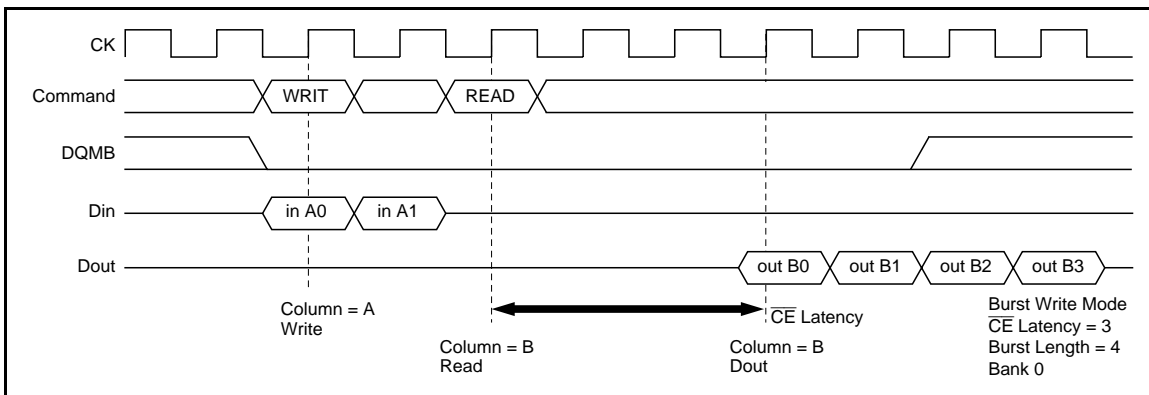 CK
Command WRIT READ
DQMB
Din in A0 in A1
Dout out B0 out B1 out B2 out B3
Column = A
Write
Column = B
Read
CE Latency
Column = B
Dout
Burst Write Mode
CE Latency = 3
Burst Length = 4
Bank 0